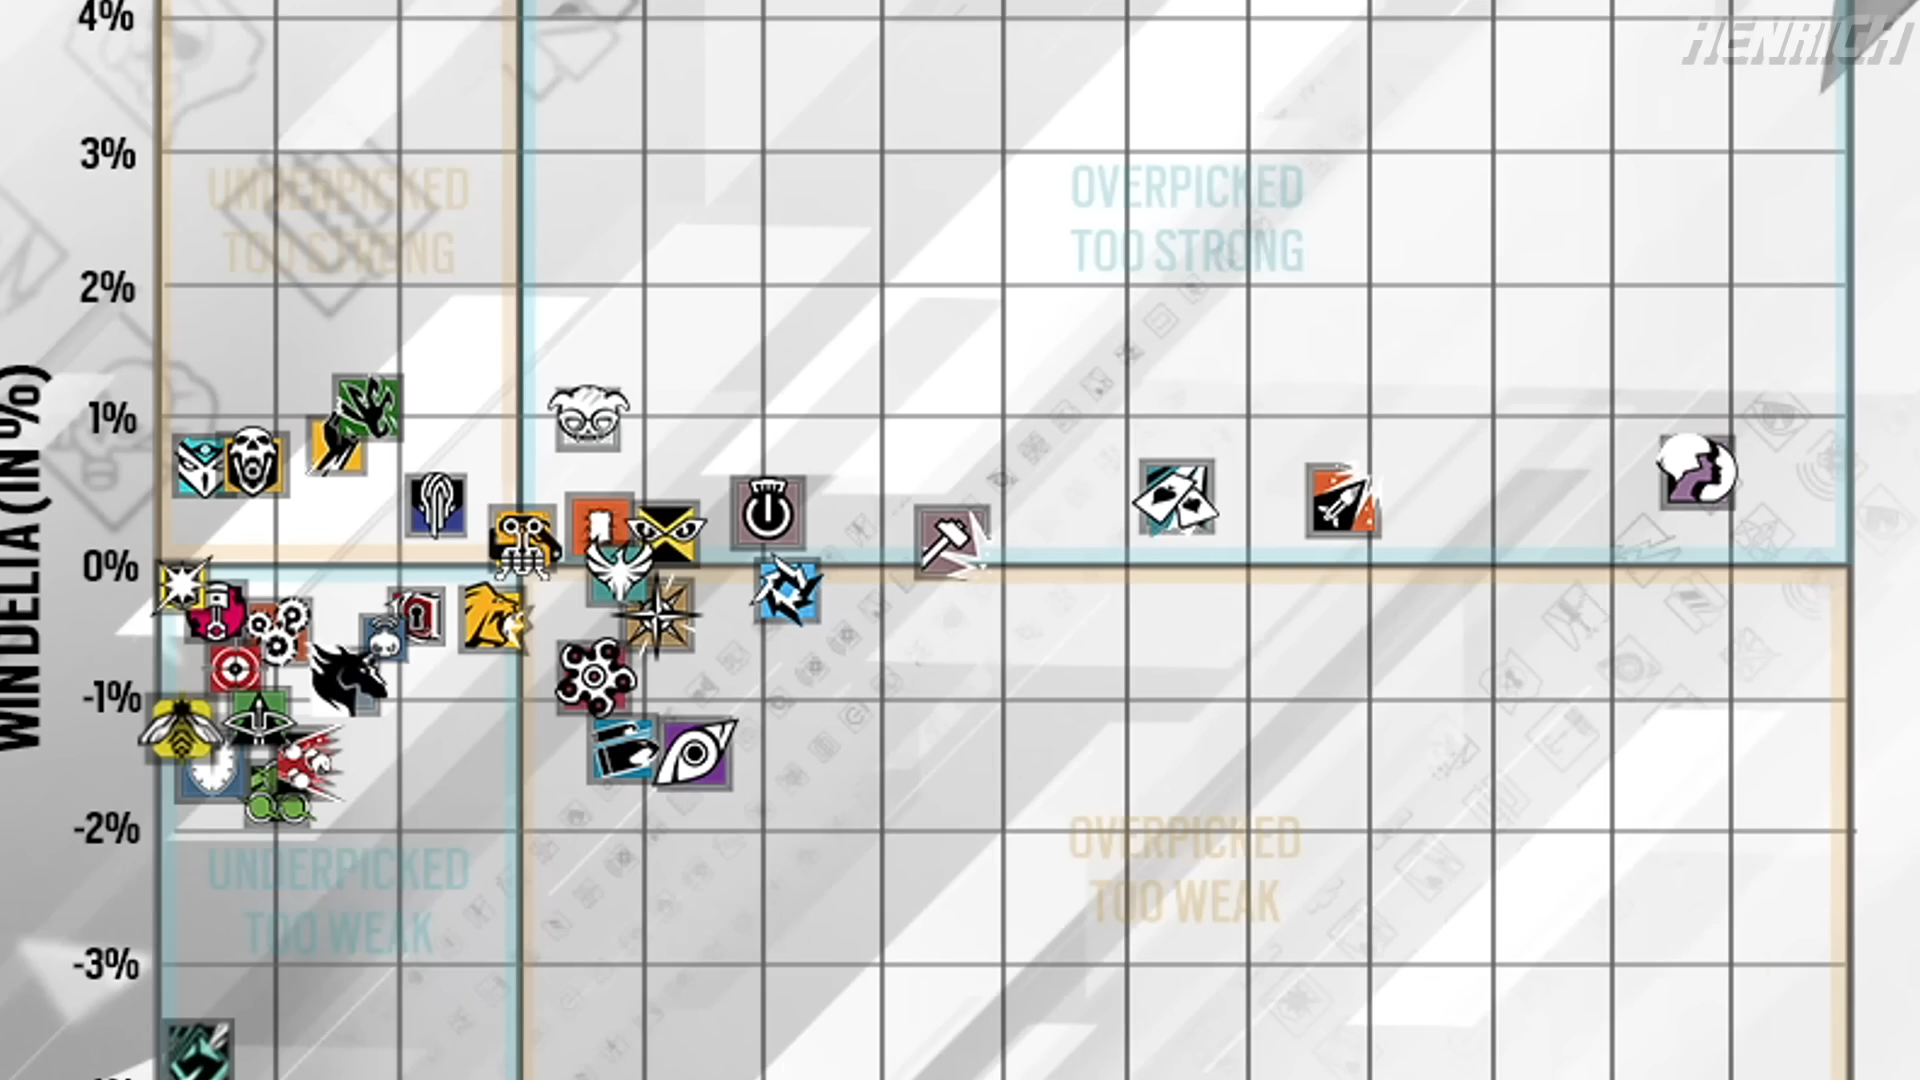 HENRICH
4%
3%
UNDERPICKED
TOO STRONG
OVERPICKED
TOO STRONG
2%
1%
WIN DELTA (IN %)
0%
-1%
-2%
UNDERPICKED
TOO WEAK
OVERPICKED
TOO WEAK
-3%